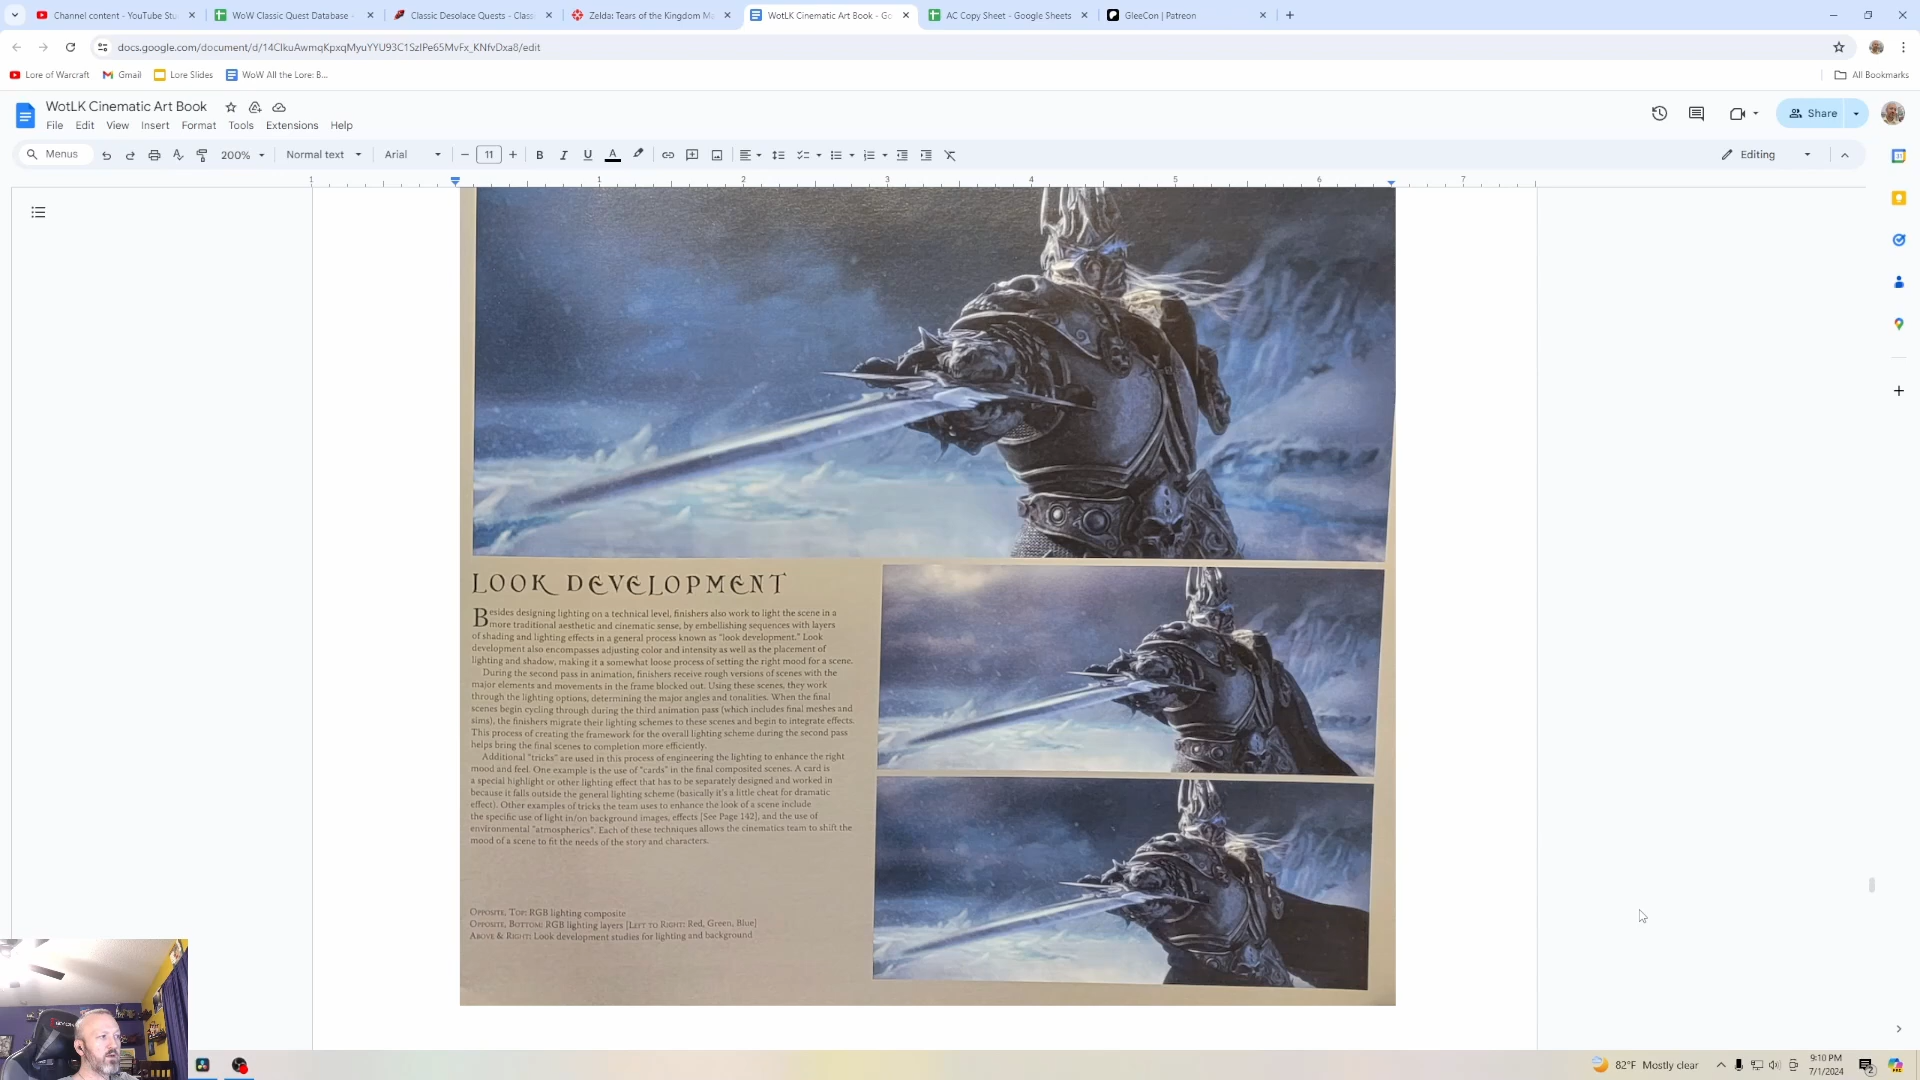 Channel content - YouTube Stu
WoW Classic Quest Database -
Classic Desolace Quests - Class
Zelda: Tears of the Kingdom Ma
WotLK Cinematic Art Book - Go
AC Copy Sheet - Google Sheets
GleeCon | Patreon
docs.google.com/document/d/14ClkuAwmqKpxqMyuYYU93C1SzlPe65MvFx_KNfvDxa8/edit
Lore of Warcraft
Gmail
Lore Slides
WoW All the Lore: B...
All Bookmarks
WotLK Cinematic Art Book
File Edit View Insert Format Tools Extensions Help
Share
Menus
200%
Normal text
Arial
11
Editing
1 1 2 3 4 5 6 7
LOOK DEVELOPMENT
Besides designing lighting on a technical level, finishers also work to light the scene in a
more traditional aesthetic and cinematic sense, by embellishing sequences with layers
of shading and lighting effects in a general process known as "look development." Look
development also encompasses adjusting color and intensity as well as the placement of
lighting and shadow, making it a somewhat loose process of setting the right mood for a scene.
During the second pass in animation, finishers receive rough versions of scenes with the
major elements and movements in the frame blocked out. Using these scenes, they work
through the lighting options, determining the major angles and tonalities. When the final
scenes begin cycling through during the third animation pass (which includes final meshes and
sims), the finishers migrate their lighting schemes to these scenes and begin to integrate effects.
This process of creating the framework for the overall lighting scheme during the second pass
helps bring the final scenes to completion more efficiently.
Additional "tricks" are used in this process of engineering the lighting to enhance the right
mood and feel. One example is the use of "cards" in the final composited scenes. A card is
a special highlight or other lighting effect that has to be separately designed and worked in
because it falls outside the general lighting scheme (basically it's a little cheat for dramatic
effect). Other examples of tricks the team uses to enhance the look of a scene include
the specific use of light in/on background images, effects [See Page 142], and the use of
environmental "atmospherics". Each of these techniques allows the cinematics team to shift the
mood of a scene to fit the needs of the story and characters.
Opposite, Top: RGB lighting composite
Opposite, Bottom: RGB lighting layers [Left to Right: Red, Green, Blue]
Above & Right: Look development studies for lighting and background
82°F Mostly clear
9:10 PM
7/1/2024